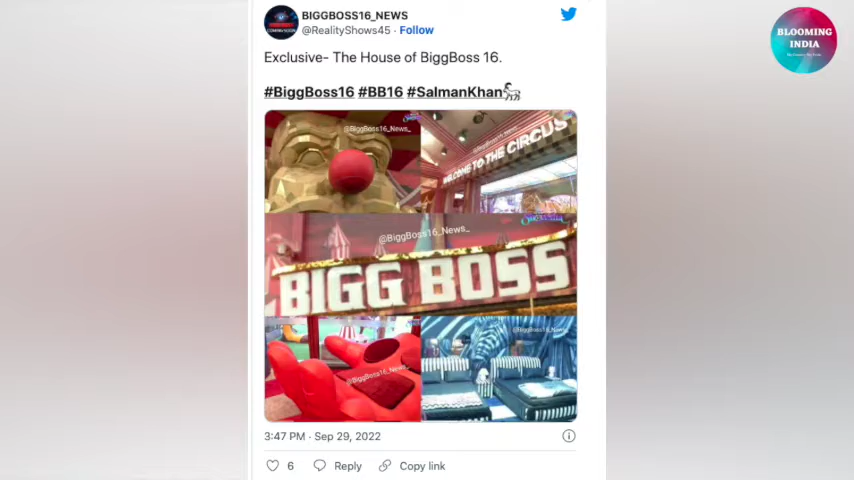 BIGGBOSS16_NEWS
@RealityShows45 · Follow
Exclusive- The House of BiggBoss 16.
#BiggBoss16 #BB16 #SalmanKhan
@BiggBoss16_News_
@BiggBoss16_News_
WELCOME TO THE CIRCUS
@BiggBoss16_News_
BIGG BOSS
@BiggBoss16_News_
@BiggBoss16_News_
3:47 PM · Sep 29, 2022
6 Reply Copy link
BLOOMING
INDIA